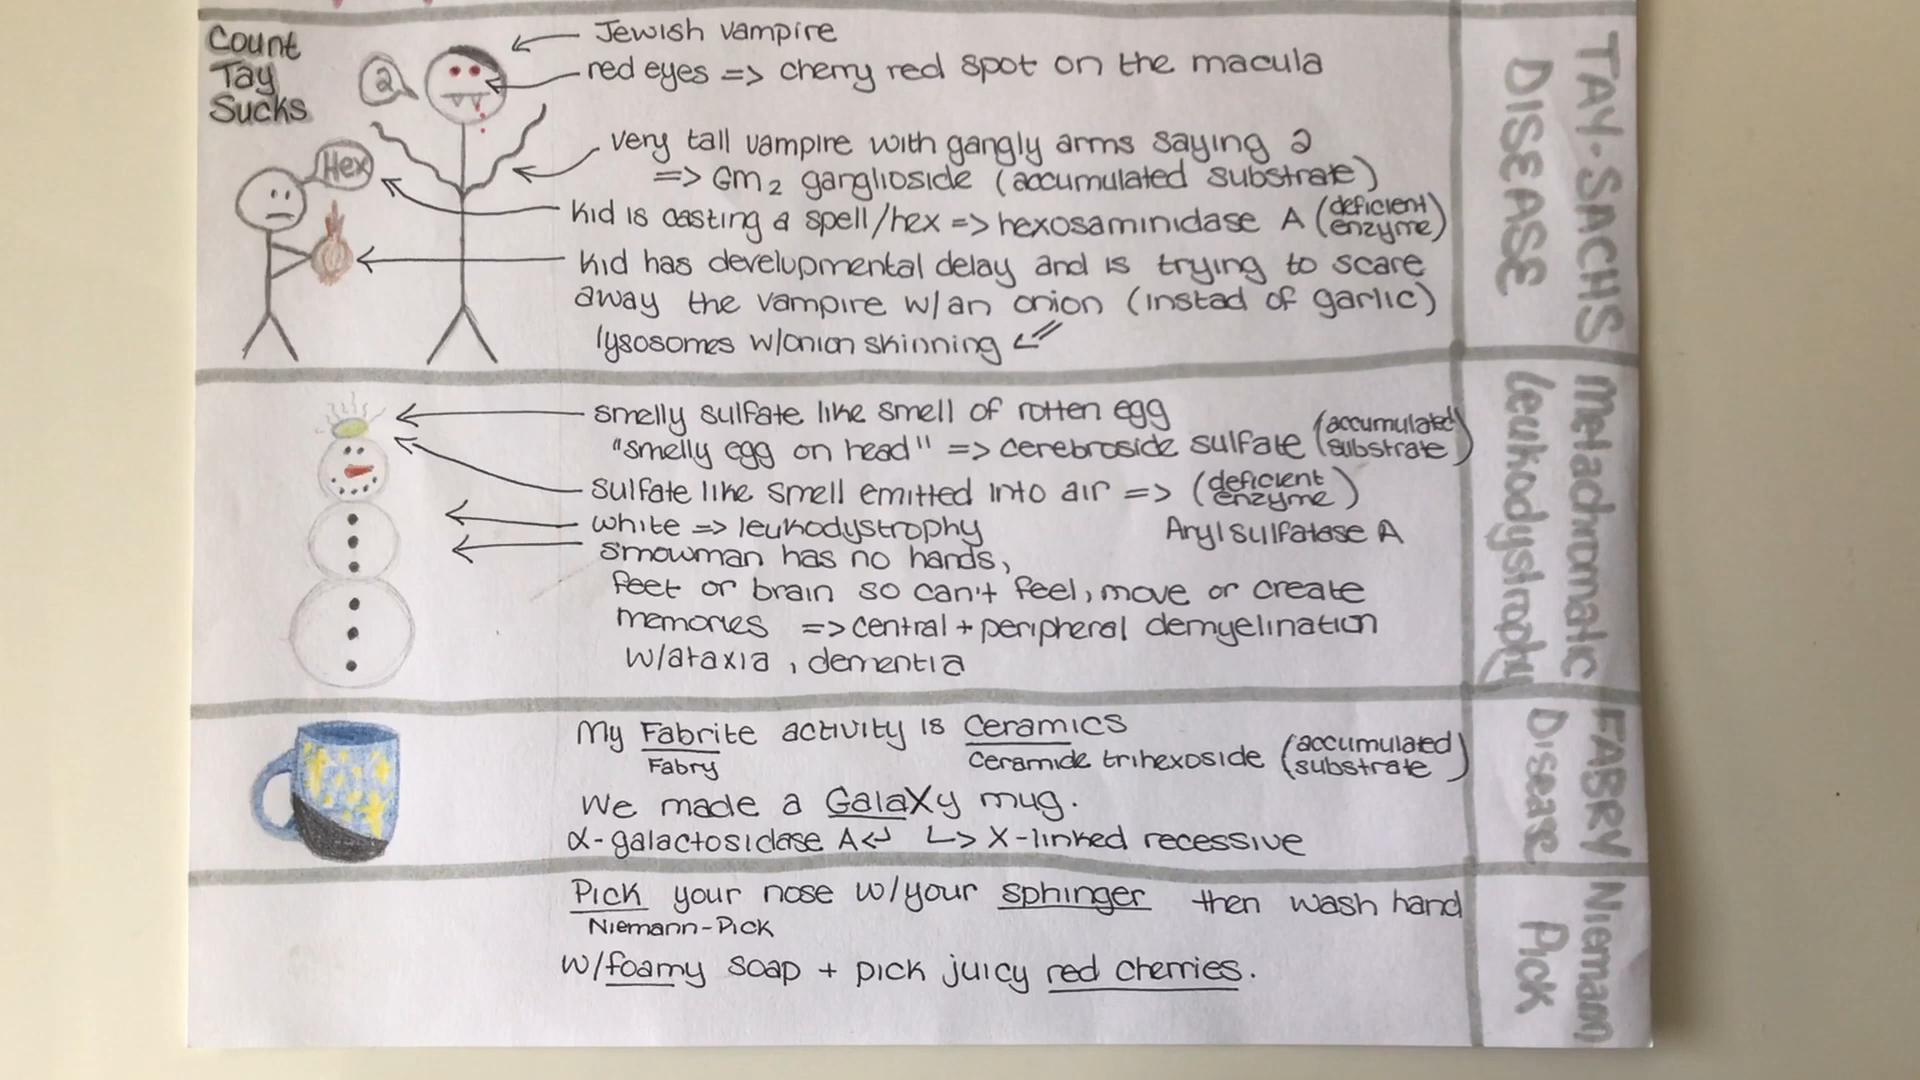 Count
Tay
Sucks
2
Hex
Jewish vampire
red eyes => cherry red spot on the macula
very tall vampire with gangly arms saying 2
=> GM2 ganglioside (accumulated substrate)
kid is casting a spell/hex => hexosaminidase A (deficient enzyme)
kid has developmental delay and is trying to scare
away the vampire w/an onion (instad of garlic)
lysosomes w/onion skinning
TAY-SACHS
DISEASE
smelly sulfate like smell of rotten egg
"smelly egg on head" => cerebroside sulfate (accumulated substrate)
sulfate like smell emitted into air => (deficient enzyme)
white => leukodystrophy Arylsulfatase A
smowman has no hands,
feet or brain so can't feel, move or create
memories => central + peripheral demyelination
w/ataxia, dementia
Metachromatic
leukodystrophy
My Fabrite activity is Ceramics
Fabry Ceramide trihexoside (accumulated substrate)
We made a GalaXy mug.
α-galactosidase A ↵ ↳ X-linked recessive
FABRY
Disease
Pick your nose w/your sphinger then wash hand
Niemann-Pick
w/foamy soap + pick juicy red cherries.
Niemann
Pick